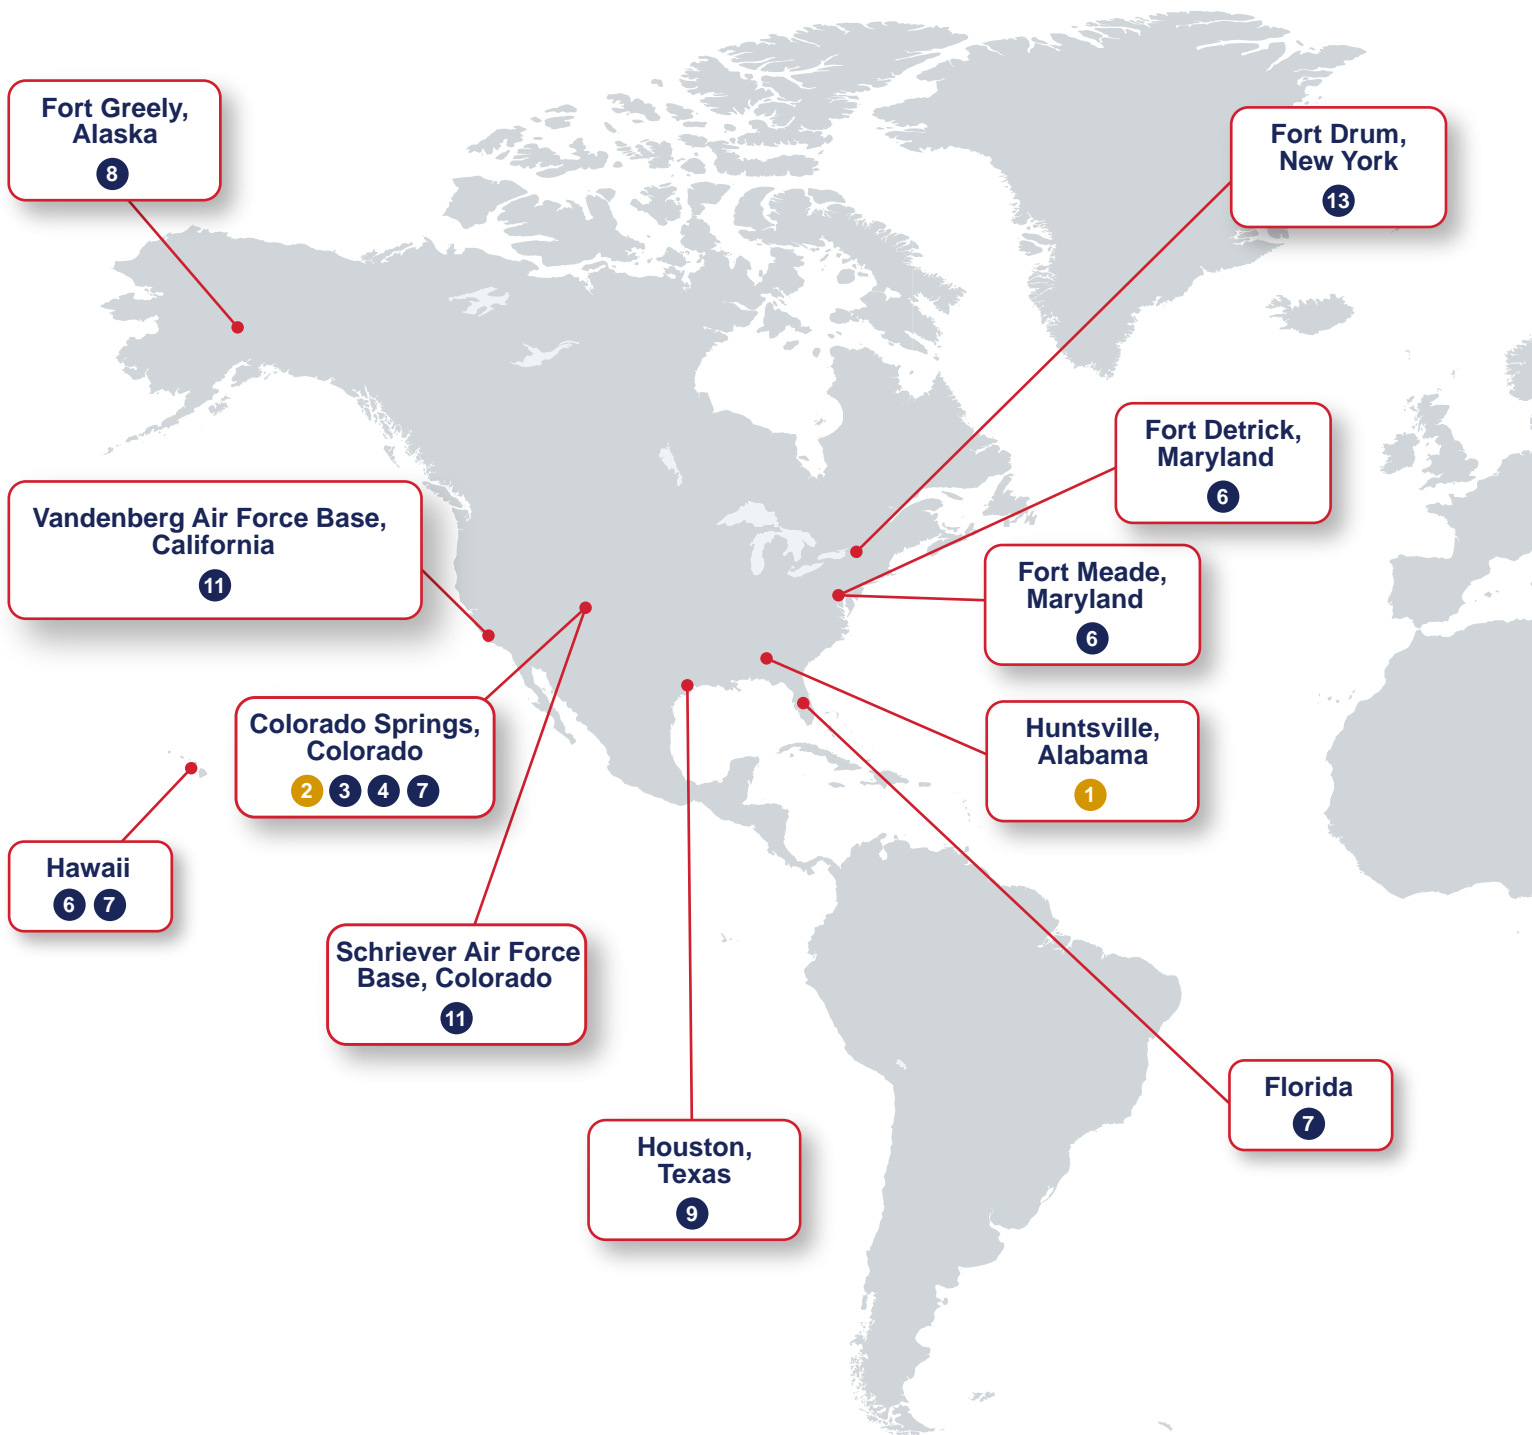 Fort Greely,
Alaska
8
Fort Drum,
New York
13
Fort Detrick,
Maryland
6
Vandenberg Air Force Base,
California
11
Fort Meade,
Maryland
6
Colorado Springs,
Colorado
2 3 4 7
Huntsville,
Alabama
1
Hawaii
6 7
Schriever Air Force
Base, Colorado
11
Florida
7
Houston,
Texas
9